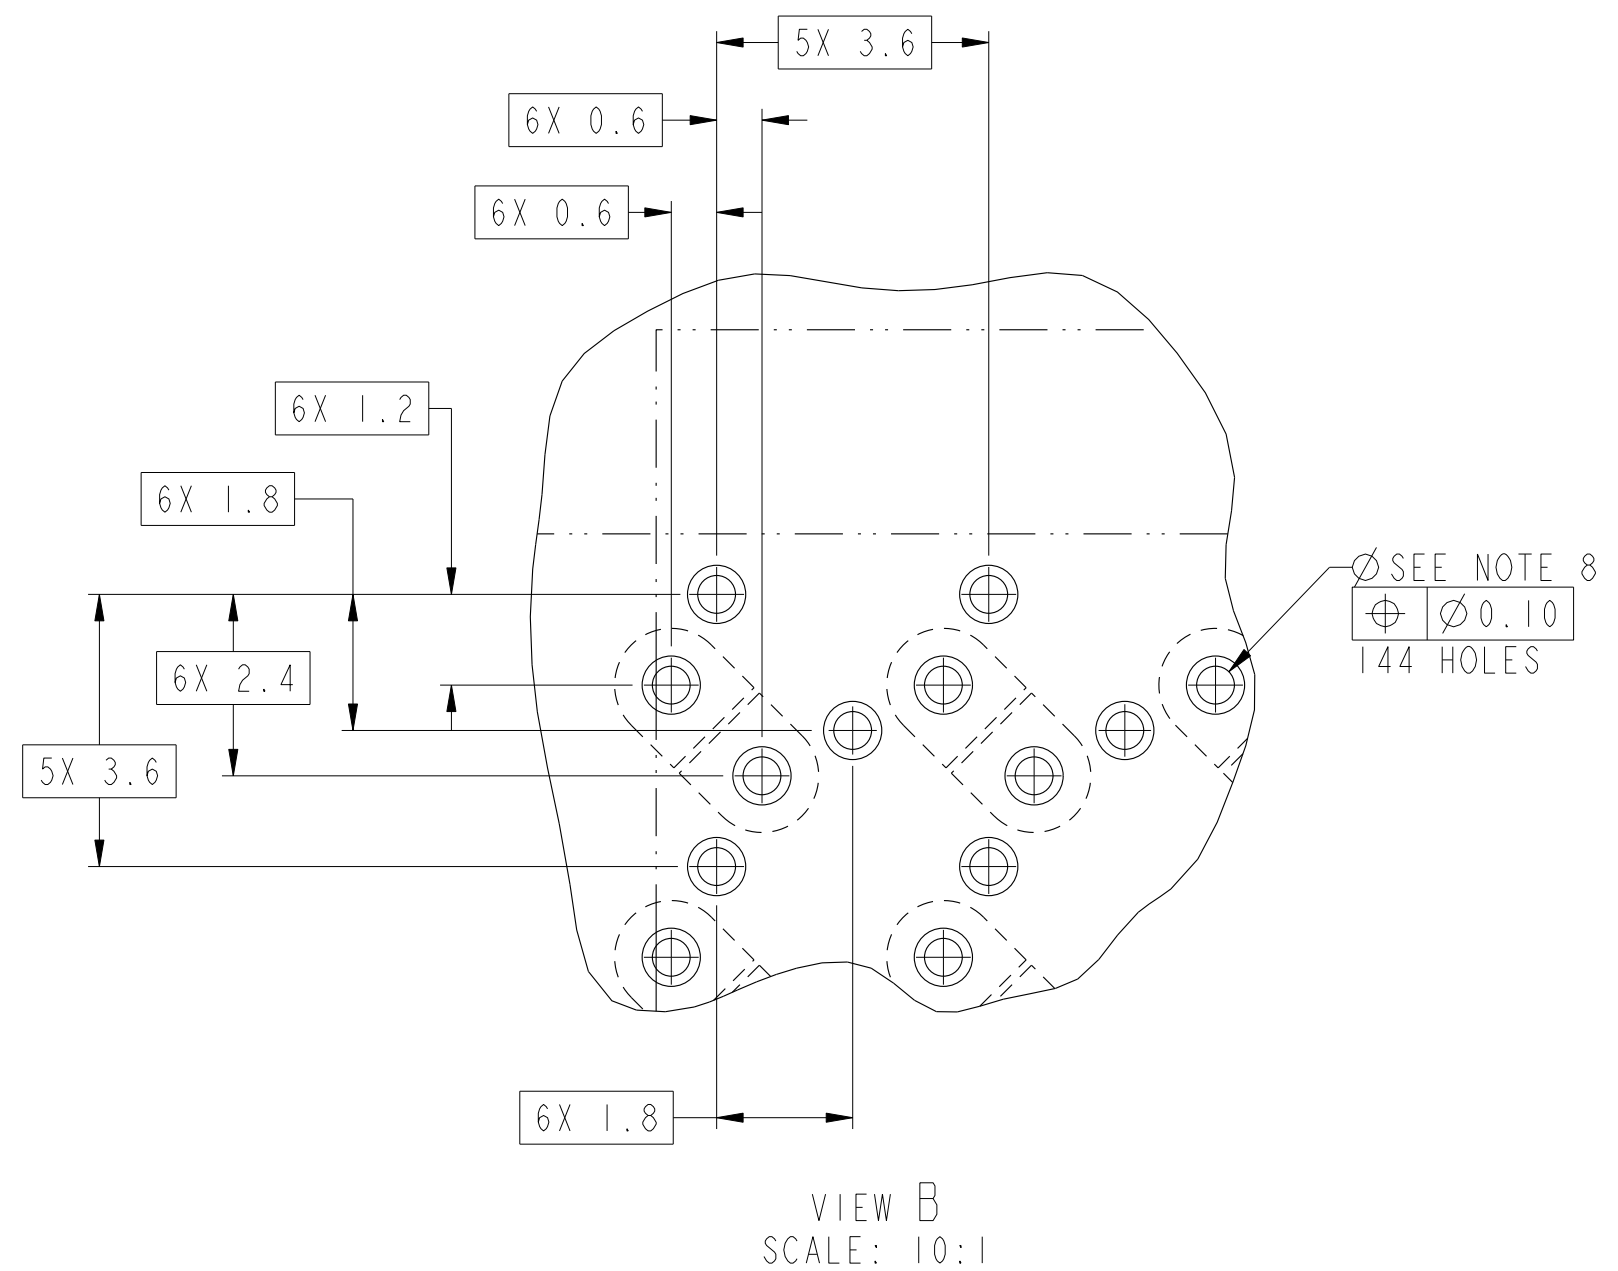 5X 3.6
6X 0.6
6X 0.6
6X 1.2
6X 1.8
⌀ SEE NOTE 8
⌖ ⌀0.10
144 HOLES
6X 2.4
5X 3.6
6X 1.8
VIEW B
SCALE: 10:1